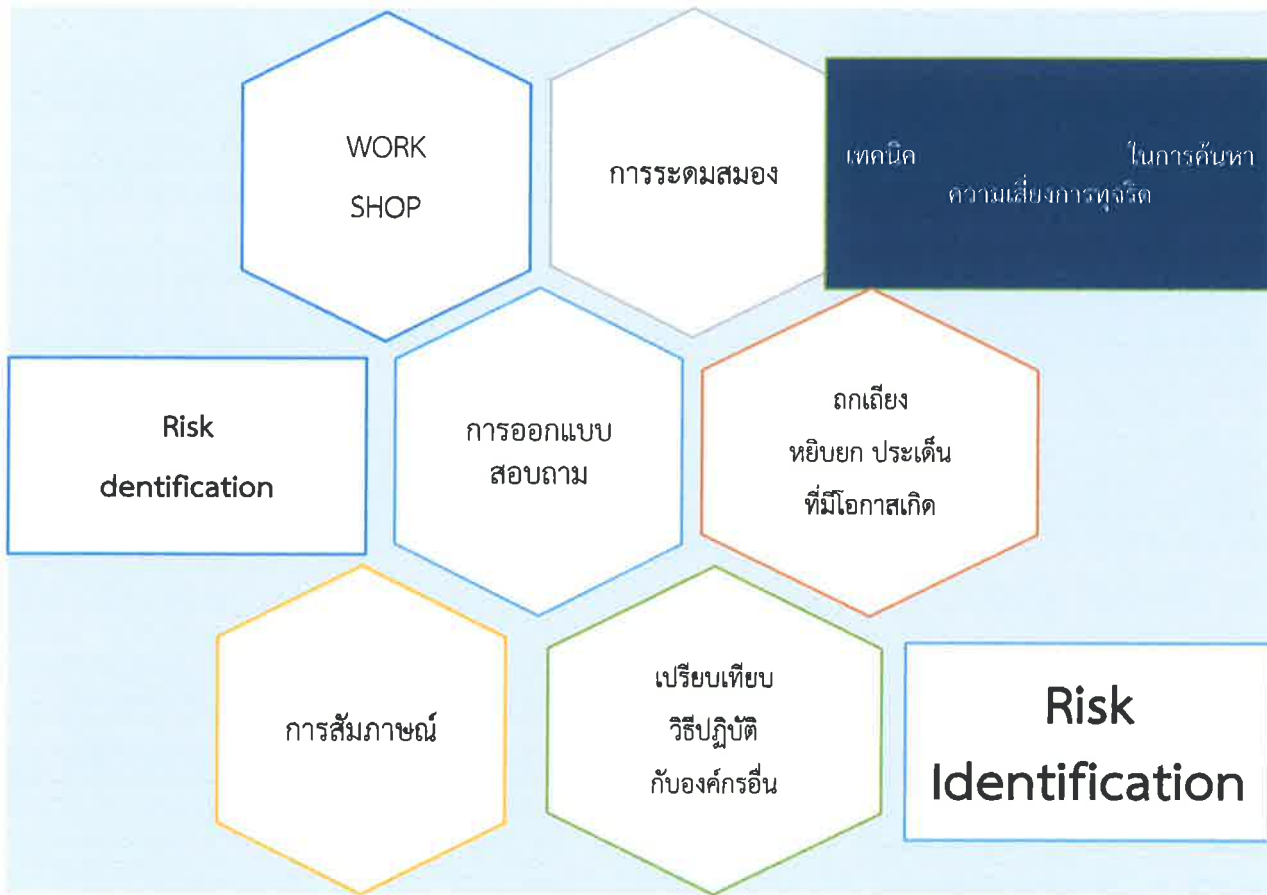 WORK
SHOP
การระดมสมอง
เทคนิค ในการค้นหา
ความเสี่ยงการทุจริต
Risk
dentification
การออกแบบ
สอบถาม
ถกเถียง
หยิบยก ประเด็น
ที่มีโอกาสเกิด
การสัมภาษณ์
เปรียบเทียบ
วิธีปฏิบัติ
กับองค์กรอื่น
Risk
Identification